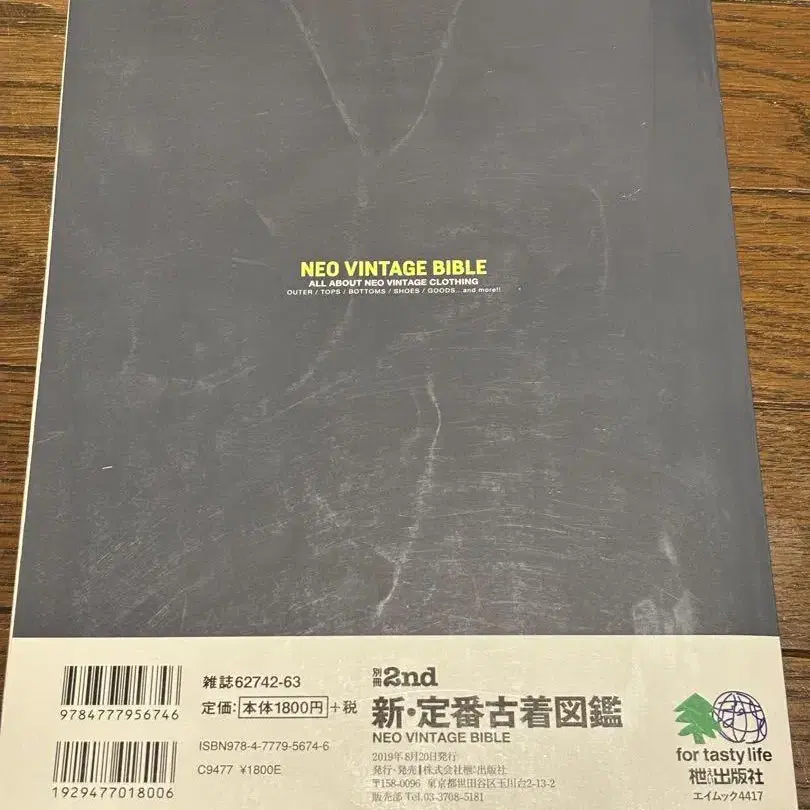 NEO VINTAGE BIBLE
ALL ABOUT NEO VINTAGE CLOTHING
OUTER / TOPS / BOTTOMS / SHOES / GOODS...and more!!
9784777956746
1929477018006
雑誌62742-63
定価:本体1800円+税
ISBN978-4-7779-5674-6
C9477 ¥1800E
別冊2nd
新・定番古着図鑑
NEO VINTAGE BIBLE
2019年8月20日発行
発行・発売 株式会社枻出版社
〒158-0096 東京都世田谷区玉川台2-13-2
販売部 Tel.03-3708-5181
for tasty life
枻出版社
エイムック4417